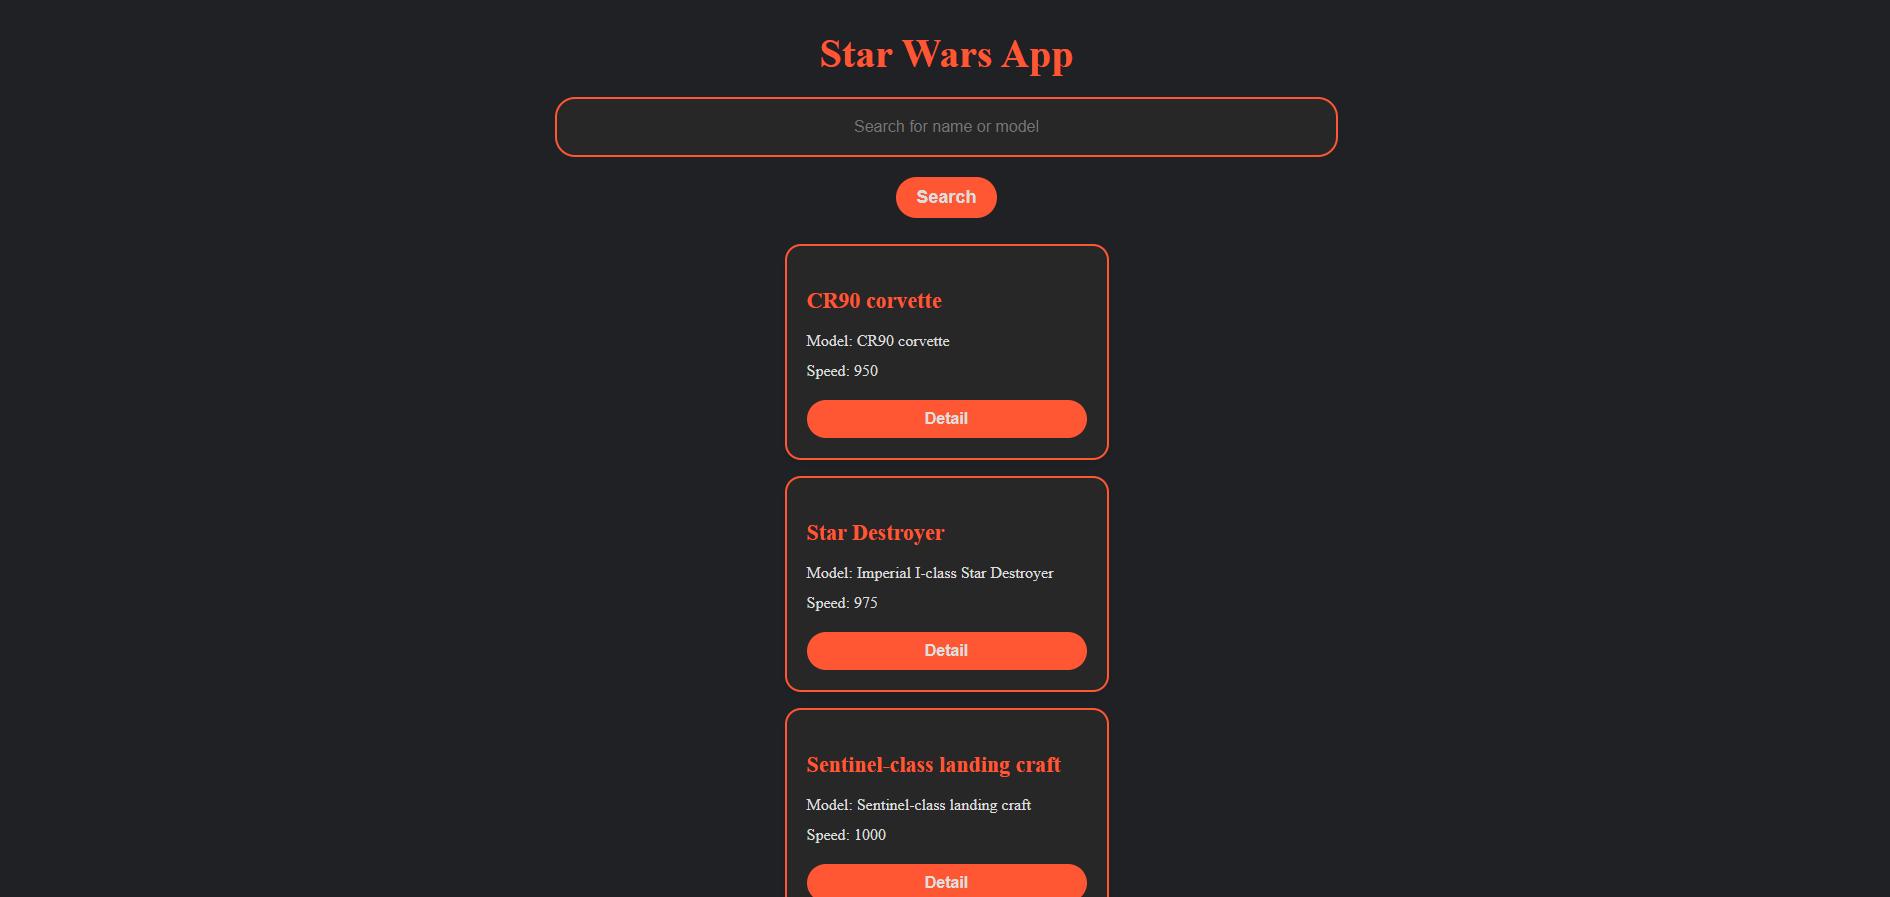 Star Wars App
Search for name or model
Search
CR90 corvette
Model: CR90 corvette
Speed: 950
Detail
Star Destroyer
Model: Imperial I-class Star Destroyer
Speed: 975
Detail
Sentinel-class landing craft
Model: Sentinel-class landing craft
Speed: 1000
Detail